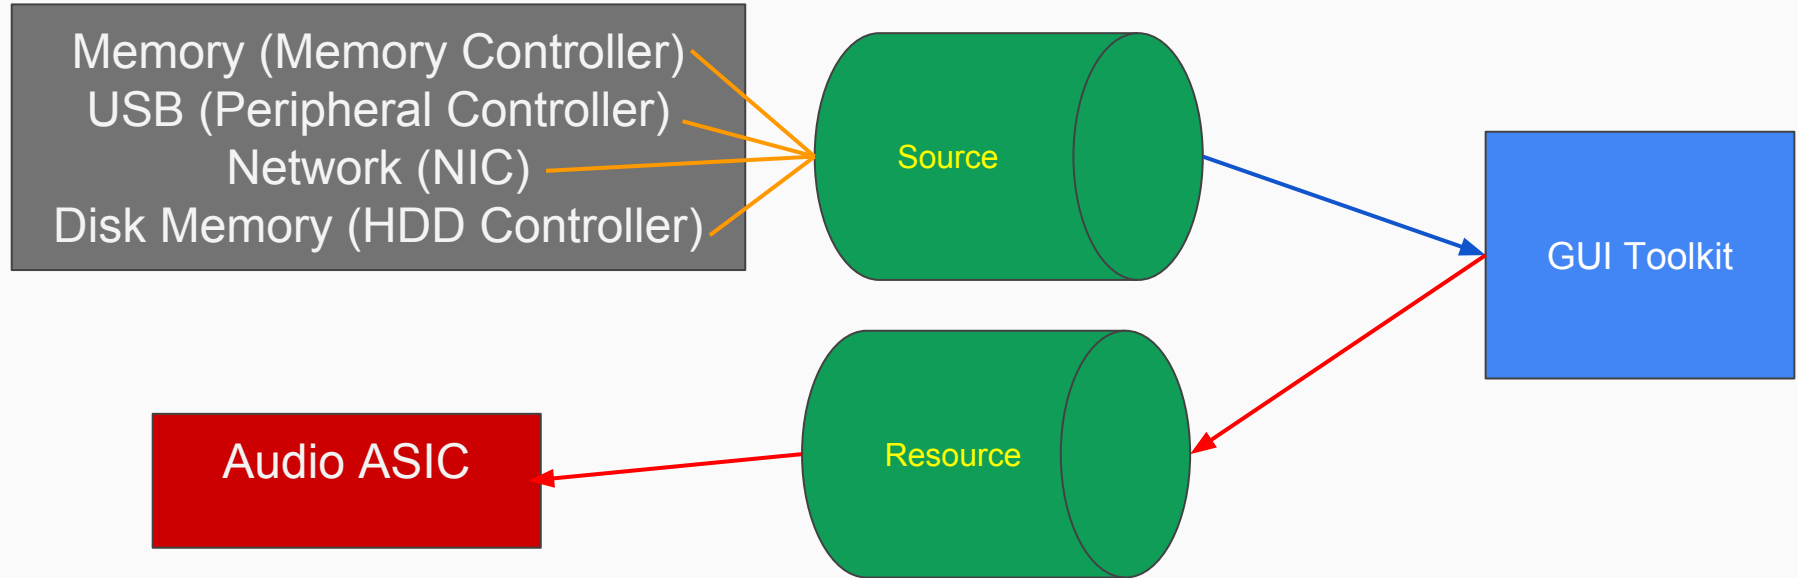 Memory (Memory Controller)
USB (Peripheral Controller)
Network (NIC)
Disk Memory (HDD Controller)
Source
GUI Toolkit
Audio ASIC
Resource